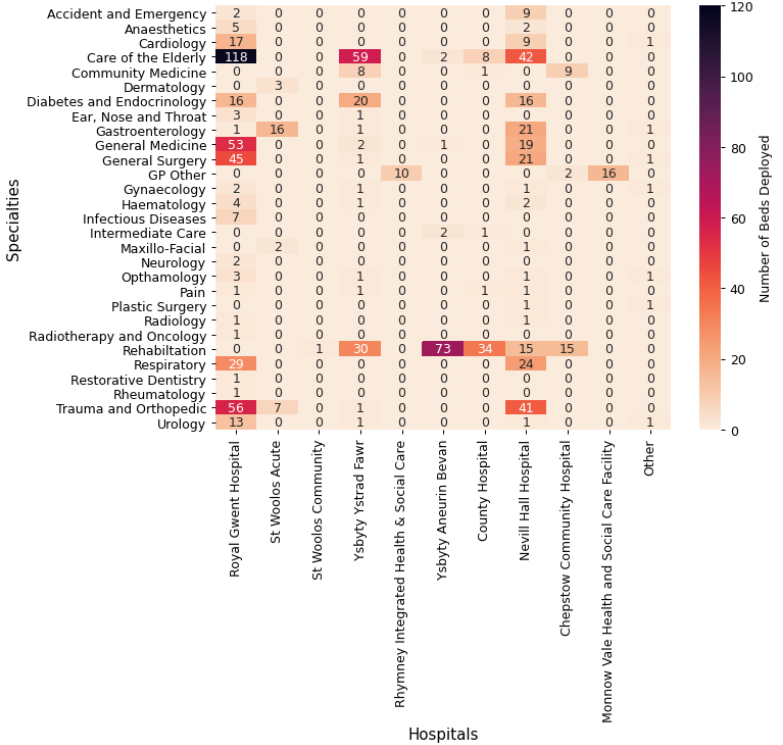 Accident and Emergency 2 0 0 0 0 0 0 9 0 0 0 120
Anaesthetics 5 0 0 0 0 0 0 2 0 0 0
Cardiology 17 0 0 0 0 0 0 9 0 0 1
Care of the Elderly 118 0 0 59 0 2 8 42 0 0 0
Community Medicine 0 0 0 8 0 0 1 0 9 0 0
100
Dermatology 0 3 0 0 0 0 0 0 0 0 0
Diabetes and Endocrinology 16 0 0 20 0 0 0 16 0 0 0
Ear, Nose and Throat 3 0 0 1 0 0 0 0 0 0 0
Gastroenterology 1 16 0 1 0 0 0 21 0 0 1
General Medicine 53 0 0 2 0 1 0 19 0 0 0
80
General Surgery 45 0 0 1 0 0 0 21 0 0 1
GP Other 0 0 0 0 10 0 0 0 2 16 0
Gynaecology 2 0 0 1 0 0 0 1 0 0 1
Haematology 4 0 0 1 0 0 0 2 0 0 0
Infectious Diseases 7 0 0 0 0 0 0 0 0 0 0
60
Intermediate Care 0 0 0 0 0 2 1 0 0 0 0
Maxillo-Facial 0 2 0 0 0 0 0 1 0 0 0
Neurology 2 0 0 0 0 0 0 0 0 0 0
Opthamology 3 0 0 1 0 0 0 1 0 0 1
Pain 1 0 0 1 0 0 1 1 0 0 0
40
Plastic Surgery 0 0 0 0 0 0 0 1 0 0 1
Radiology 1 0 0 0 0 0 0 1 0 0 0
Radiotherapy and Oncology 1 0 0 0 0 0 0 0 0 0 0
Rehabiltation 0 0 1 30 0 73 34 15 15 0 0
Respiratory 29 0 0 0 0 0 0 24 0 0 0
20
Restorative Dentistry 1 0 0 0 0 0 0 0 0 0 0
Rheumatology 1 0 0 0 0 0 0 0 0 0 0
Trauma and Orthopedic 56 7 0 1 0 0 0 41 0 0 0
Urology 13 0 0 1 0 0 0 1 0 0 1
0
Specialties
Number of Beds Deployed
Royal Gwent Hospital
St Woolos Acute
St Woolos Community
Ysbyty Ystrad Fawr
Rhymney Integrated Health & Social Care
Ysbyty Aneurin Bevan
County Hospital
Nevill Hall Hospital
Chepstow Community Hospital
Monnow Vale Health and Social Care Facility
Other
Hospitals